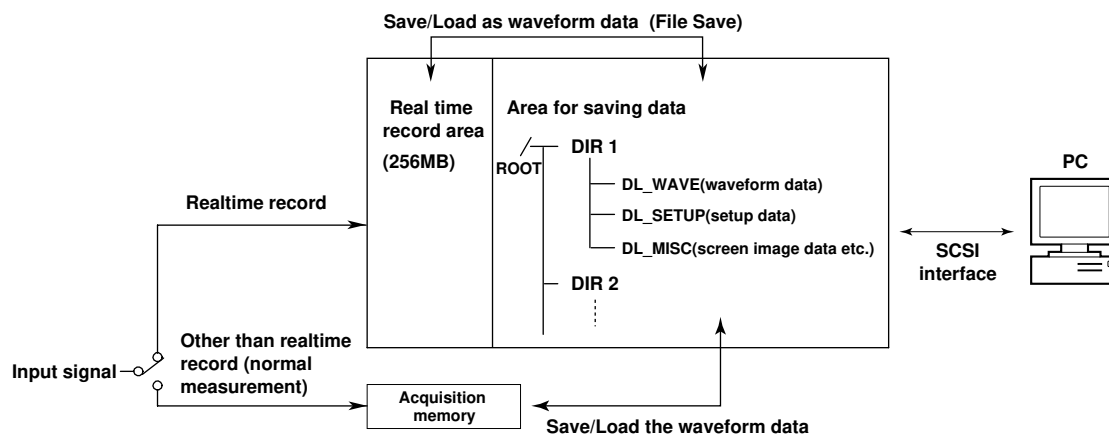 Save/Load as waveform data  (File Save)
Real time
record area
(256MB)
Area for saving data
ROOT
DIR 1
DL_WAVE(waveform data)
DL_SETUP(setup data)
DL_MISC(screen image data etc.)
DIR 2
PC
SCSI
interface
Realtime record
Other than realtime
record (normal
measurement)
Input signal
Acquisition
memory
Save/Load the waveform data